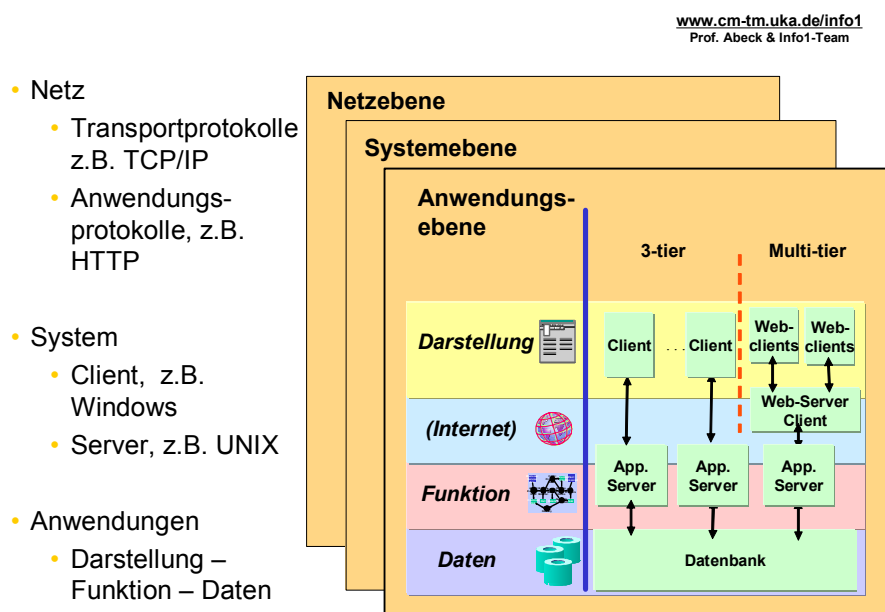 www.cm-tm.uka.de/info1
Prof. Abeck & Info1-Team
• Netz
• Transportprotokolle
z.B. TCP/IP
• Anwendungs-
protokolle, z.B.
HTTP
• System
• Client, z.B.
Windows
• Server, z.B. UNIX
• Anwendungen
• Darstellung –
Funktion – Daten
Netzebene
Systemebene
Anwendungs-
ebene
3-tier
Multi-tier
Darstellung
Client
. . .
Client
Web-
clients
Web-
clients
(Internet)
Web-Server
Client
Funktion
App.
Server
App.
Server
App.
Server
Daten
Datenbank